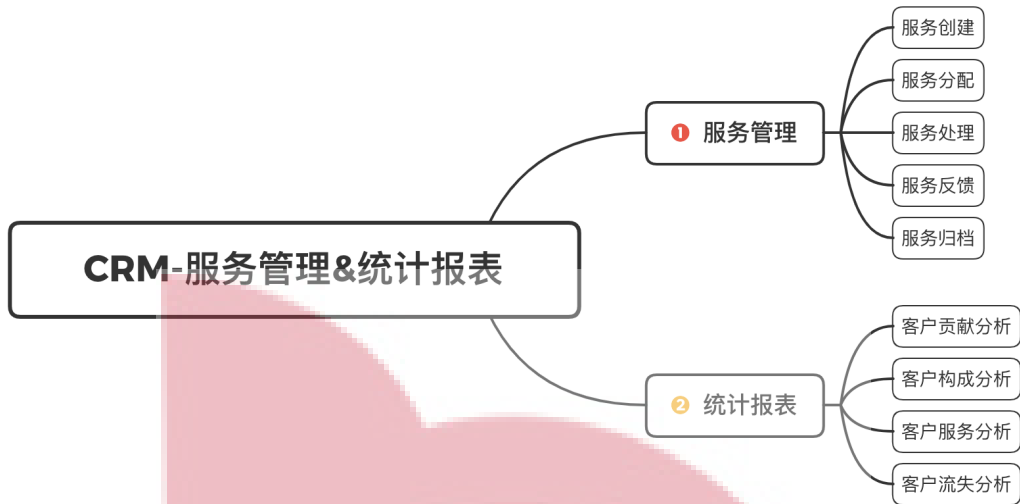 CRM-服务管理&统计报表
1 服务管理
服务创建
服务分配
服务处理
服务反馈
服务归档
2 统计报表
客户贡献分析
客户构成分析
客户服务分析
客户流失分析